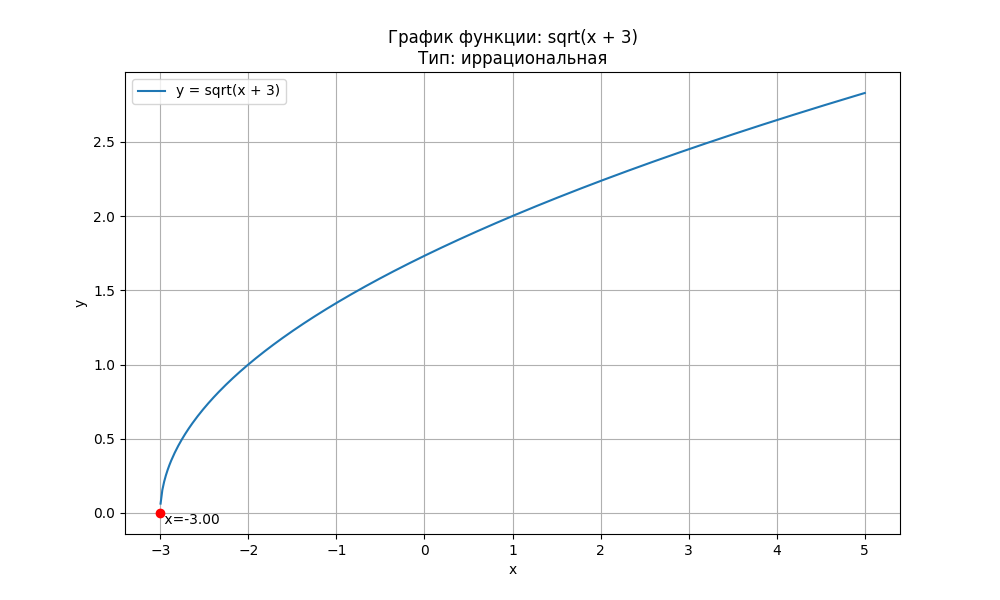 График функции: sqrt(x + 3)
Тип: иррациональная
y = sqrt(x + 3)
2.5
2.0
1.5
1.0
0.5
0.0
y
x=-3.00
−3 −2 −1 0 1 2 3 4 5
x